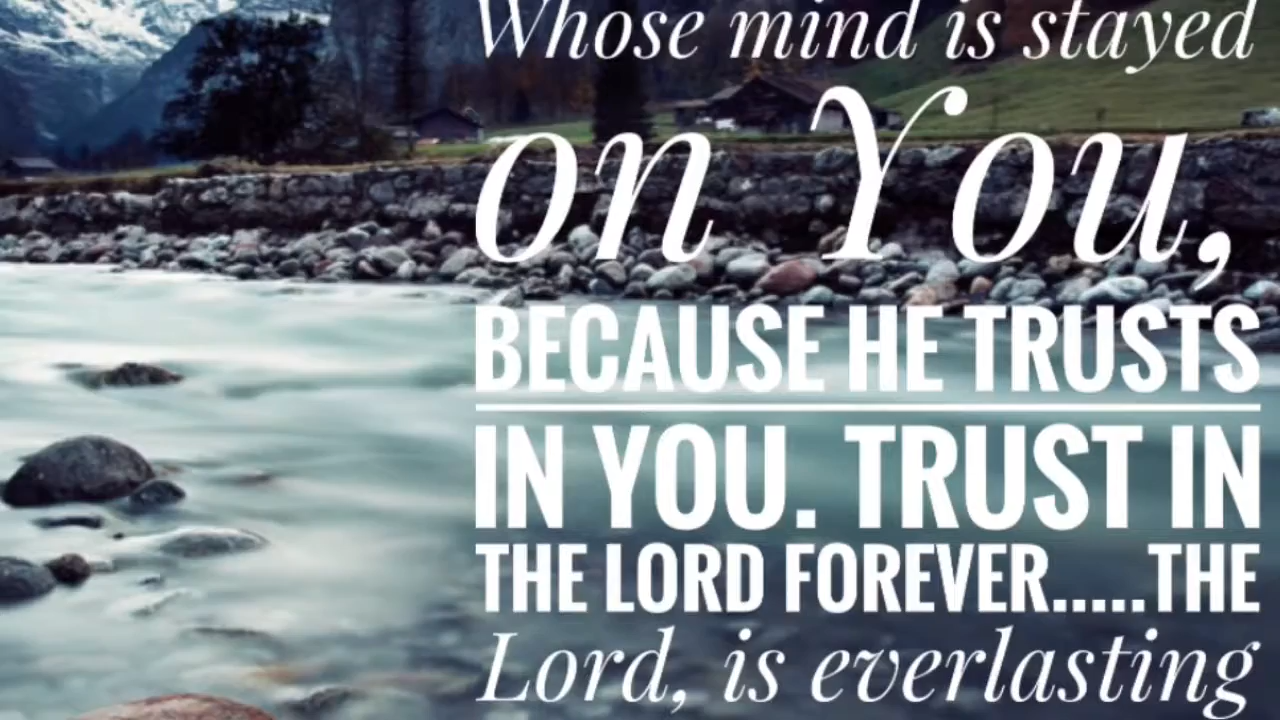 Whose mind is stayed
on You,
BECAUSE HE TRUSTS
IN YOU. TRUST IN
THE LORD FOREVER.....THE
Lord, is everlasting